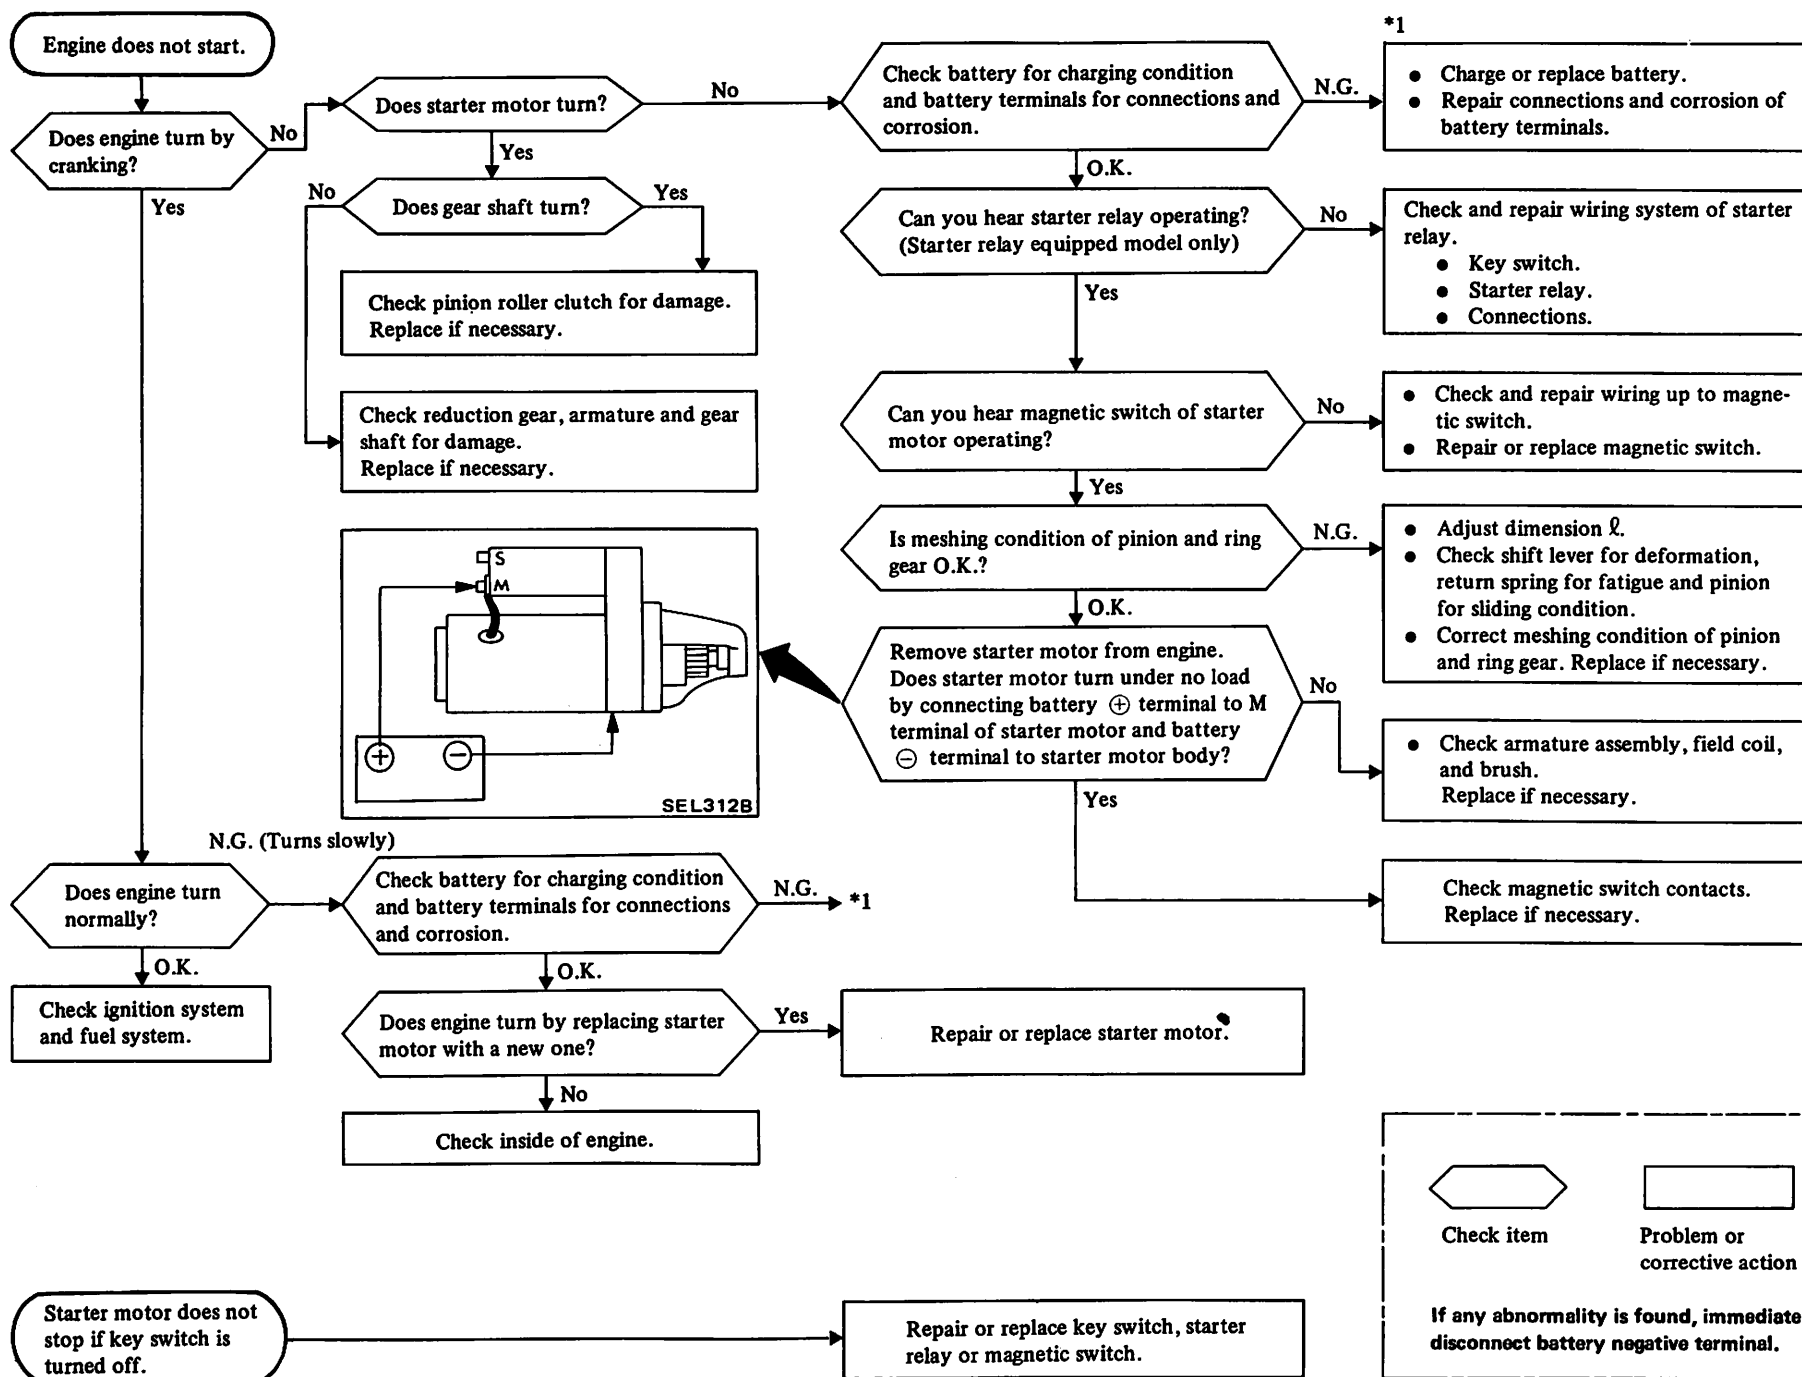 Engine does not start.
Does engine turn by
cranking?
No
Yes
Does starter motor turn?
No
Yes
Does gear shaft turn?
No
Yes
Check pinion roller clutch for damage.
Replace if necessary.
Check reduction gear, armature and gear
shaft for damage.
Replace if necessary.
Check battery for charging condition
and battery terminals for connections and
corrosion.
N.G.
O.K.
*1
● Charge or replace battery.
● Repair connections and corrosion of
battery terminals.
Can you hear starter relay operating?
(Starter relay equipped model only)
No
Yes
Check and repair wiring system of starter
relay.
● Key switch.
● Starter relay.
● Connections.
Can you hear magnetic switch of starter
motor operating?
No
Yes
● Check and repair wiring up to magne-
tic switch.
● Repair or replace magnetic switch.
Is meshing condition of pinion and ring
gear O.K.?
N.G.
O.K.
● Adjust dimension ℓ.
● Check shift lever for deformation,
return spring for fatigue and pinion
for sliding condition.
● Correct meshing condition of pinion
and ring gear. Replace if necessary.
Remove starter motor from engine.
Does starter motor turn under no load
by connecting battery ⊕ terminal to M
terminal of starter motor and battery
⊖ terminal to starter motor body?
No
Yes
● Check armature assembly, field coil,
and brush.
Replace if necessary.
Check magnetic switch contacts.
Replace if necessary.
S
M
⊕ ⊖
SEL312B
N.G. (Turns slowly)
Does engine turn
normally?
O.K.
Check ignition system
and fuel system.
Check battery for charging condition
and battery terminals for connections
and corrosion.
N.G.
*1
O.K.
Does engine turn by replacing starter
motor with a new one?
Yes
No
Repair or replace starter motor.
Check inside of engine.
Check item
Problem or
corrective action
If any abnormality is found, immediate
disconnect battery negative terminal.
Starter motor does not
stop if key switch is
turned off.
Repair or replace key switch, starter
relay or magnetic switch.